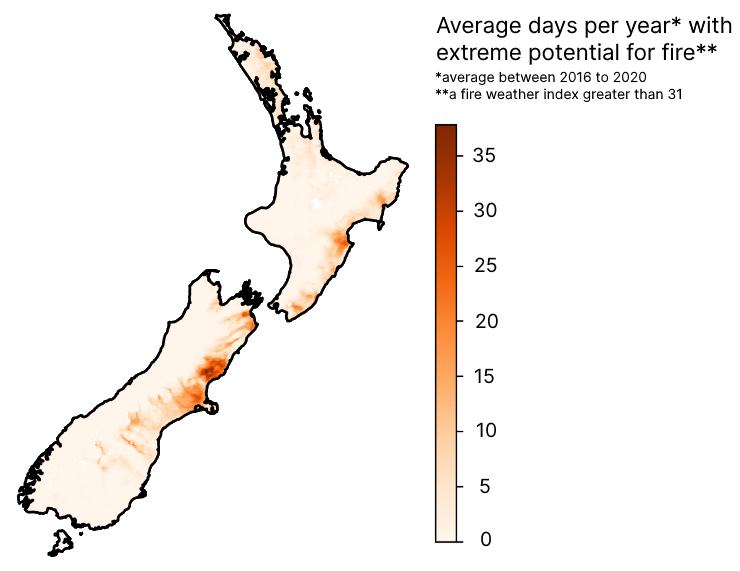 Average days per year* with
extreme potential for fire**
*average between 2016 to 2020
**a fire weather index greater than 31
35
30
25
20
15
10
5
0